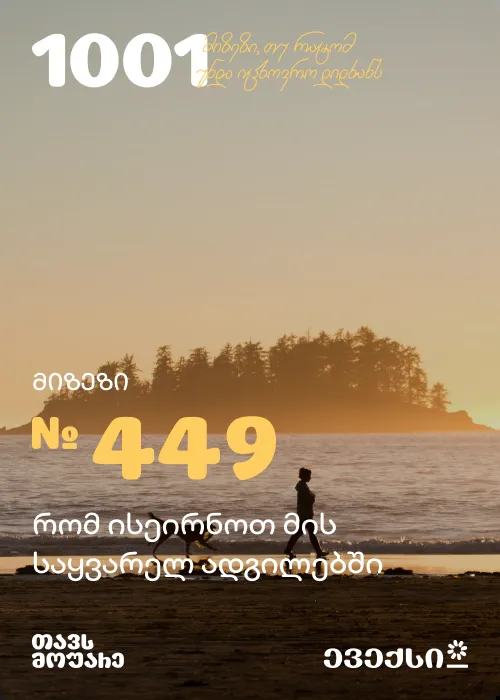 1001 მიზეზი, თუ რატომ
უნდა იცხოვრო დიდხანს
მიზეზი
№ 449
რომ ისეირნოთ მის
საყვარელ ადგილებში
თავს
მოუარე
ევექსი